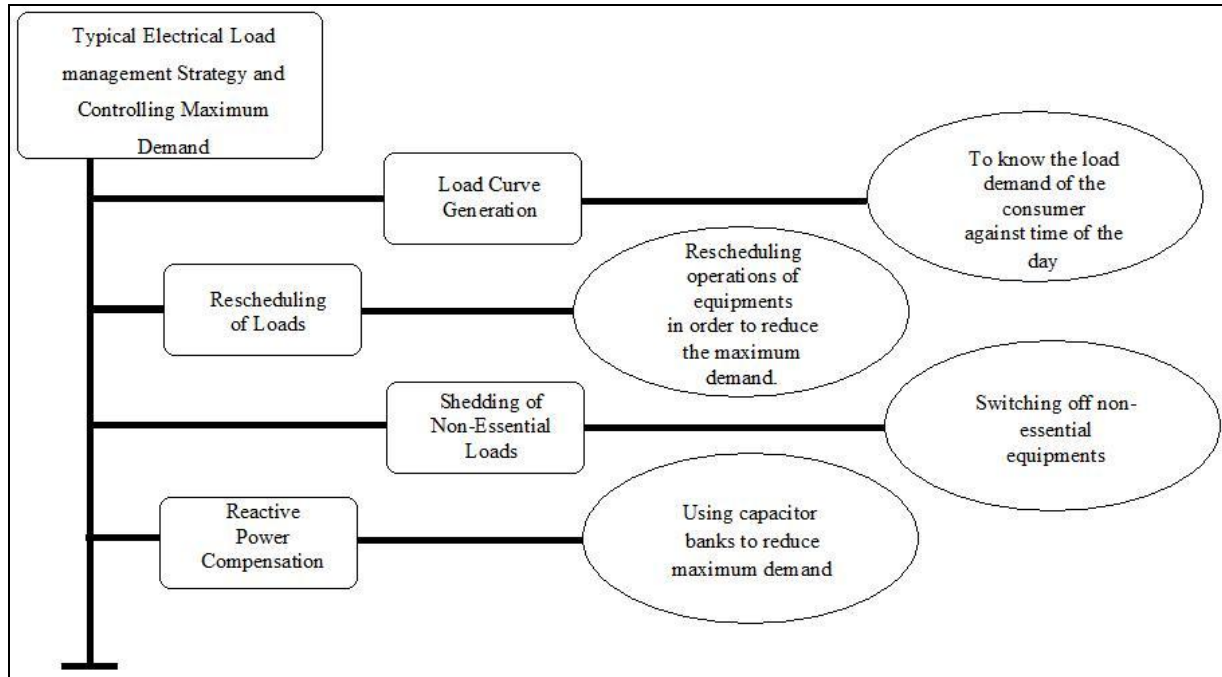 Typical Electrical Load
management Strategy and
Controlling Maximum
Demand
Load Curve
Generation
To know the load
demand of the
consumer
against time of the
day
Rescheduling
of Loads
Rescheduling
operations of
equipments
in order to reduce
the maximum
demand.
Shedding of
Non-Essential
Loads
Switching off non-
essential
equipments
Reactive
Power
Compensation
Using capacitor
banks to reduce
maximum demand